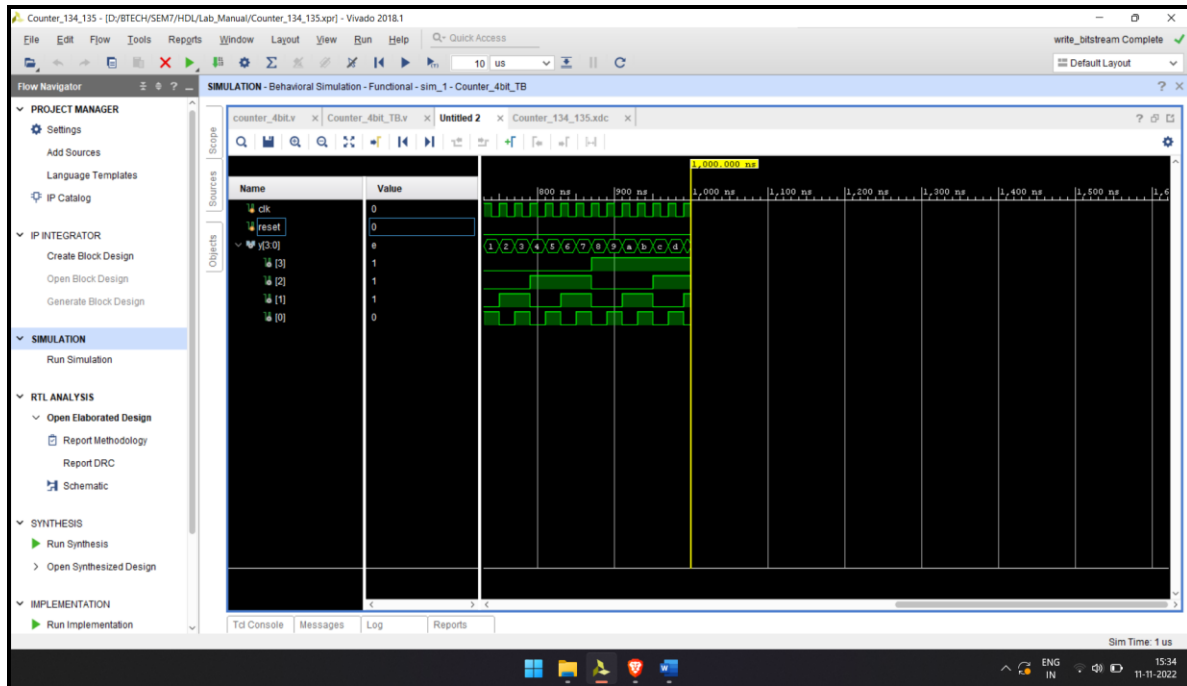 Counter_134_135 - [D:/BTECH/SEM7/HDL/Lab_Manual/Counter_134_135.xpr] - Vivado 2018.1
File Edit Flow Tools Reports Window Layout View Run Help Quick Access write_bitstream Complete
10 us Default Layout
Flow Navigator
PROJECT MANAGER
Settings
Add Sources
Language Templates
IP Catalog
IP INTEGRATOR
Create Block Design
Open Block Design
Generate Block Design
SIMULATION
Run Simulation
RTL ANALYSIS
Open Elaborated Design
Report Methodology
Report DRC
Schematic
SYNTHESIS
Run Synthesis
Open Synthesized Design
IMPLEMENTATION
Run Implementation
SIMULATION - Behavioral Simulation - Functional - sim_1 - Counter_4bit_TB
Scope
Sources
Objects
counter_4bit.v Counter_4bit_TB.v Untitled 2 Counter_134_135.xdc
1,000.000 ns
Name Value 800 ns 900 ns 1,000 ns 1,100 ns 1,200 ns 1,300 ns 1,400 ns 1,500 ns 1,6
clk 0
reset 0
y[3:0] e 1 2 3 4 5 6 7 8 9 a b c d
[3] 1
[2] 1
[1] 1
[0] 0
Tcl Console Messages Log Reports
Sim Time: 1 us
ENG
IN
15:34
11-11-2022